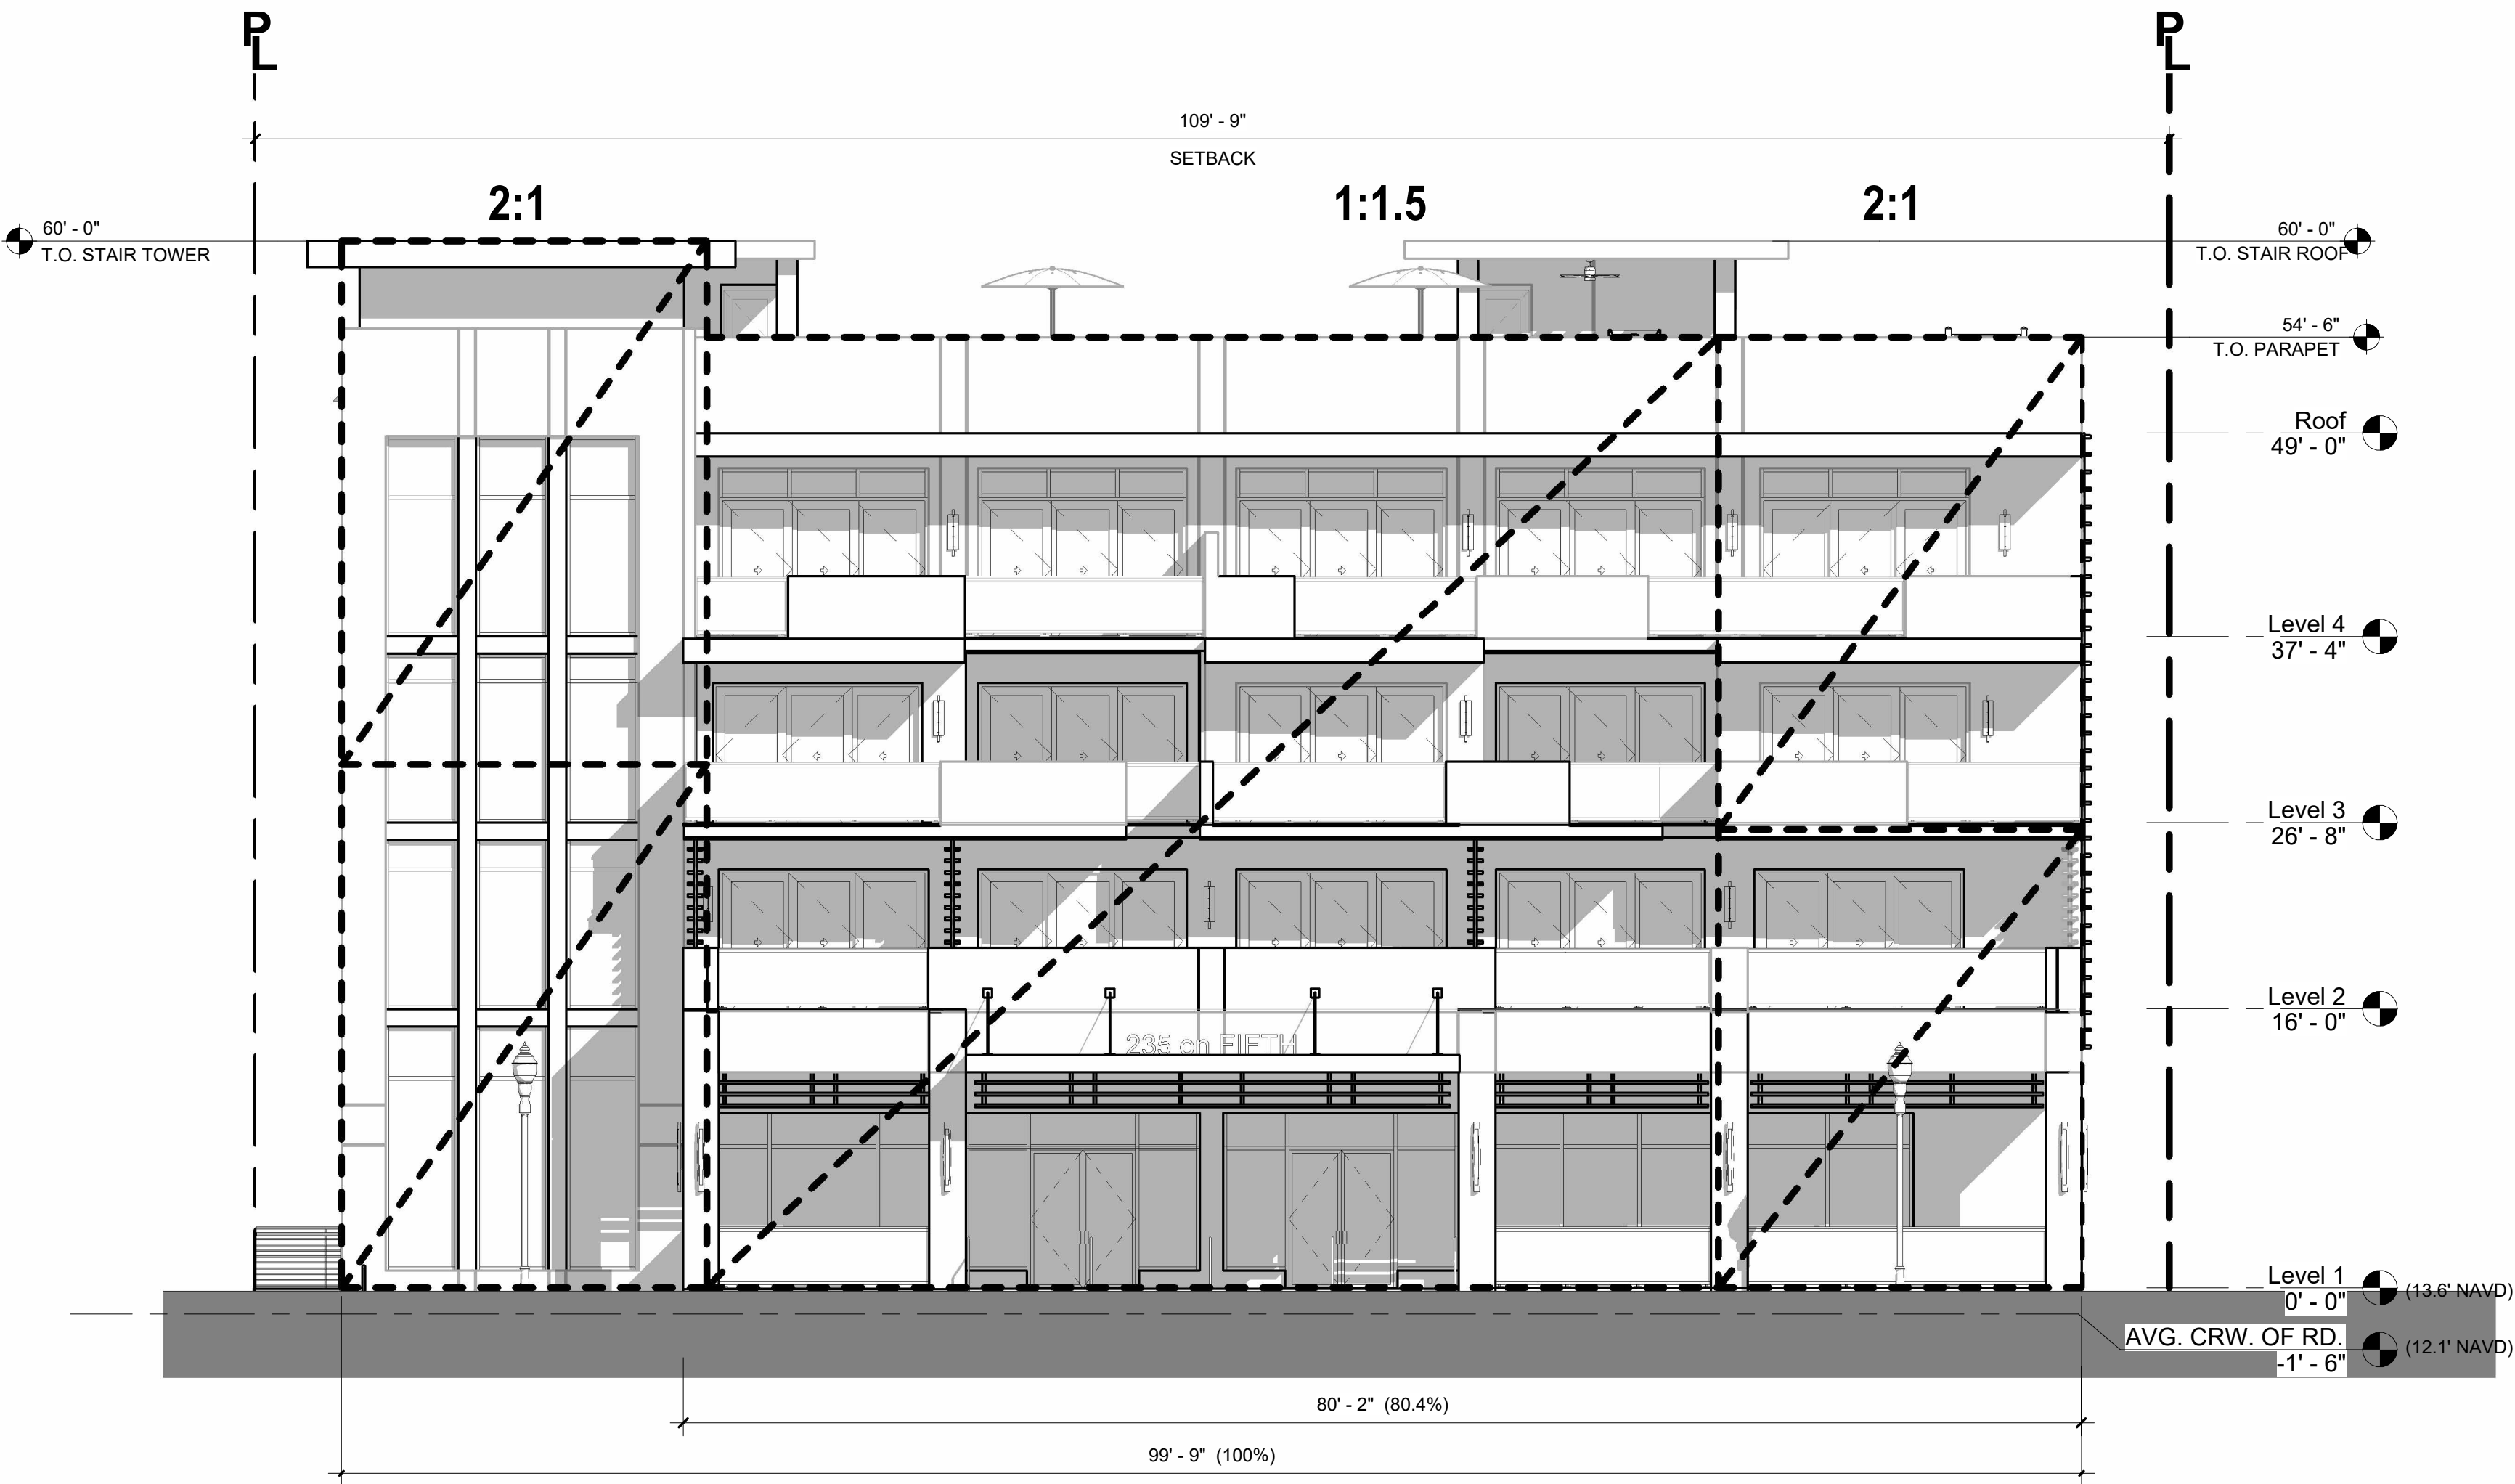 PL
PL
109' - 9"
SETBACK
2:1
1:1.5
2:1
60' - 0"
T.O. STAIR TOWER
60' - 0"
T.O. STAIR ROOF
54' - 6"
T.O. PARAPET
Roof
49' - 0"
Level 4
37' - 4"
Level 3
26' - 8"
Level 2
16' - 0"
235 on FIFTH
Level 1
0' - 0"
(13.6' NAVD)
AVG. CRW. OF RD.
-1' - 6"
(12.1' NAVD)
80' - 2" (80.4%)
99' - 9" (100%)